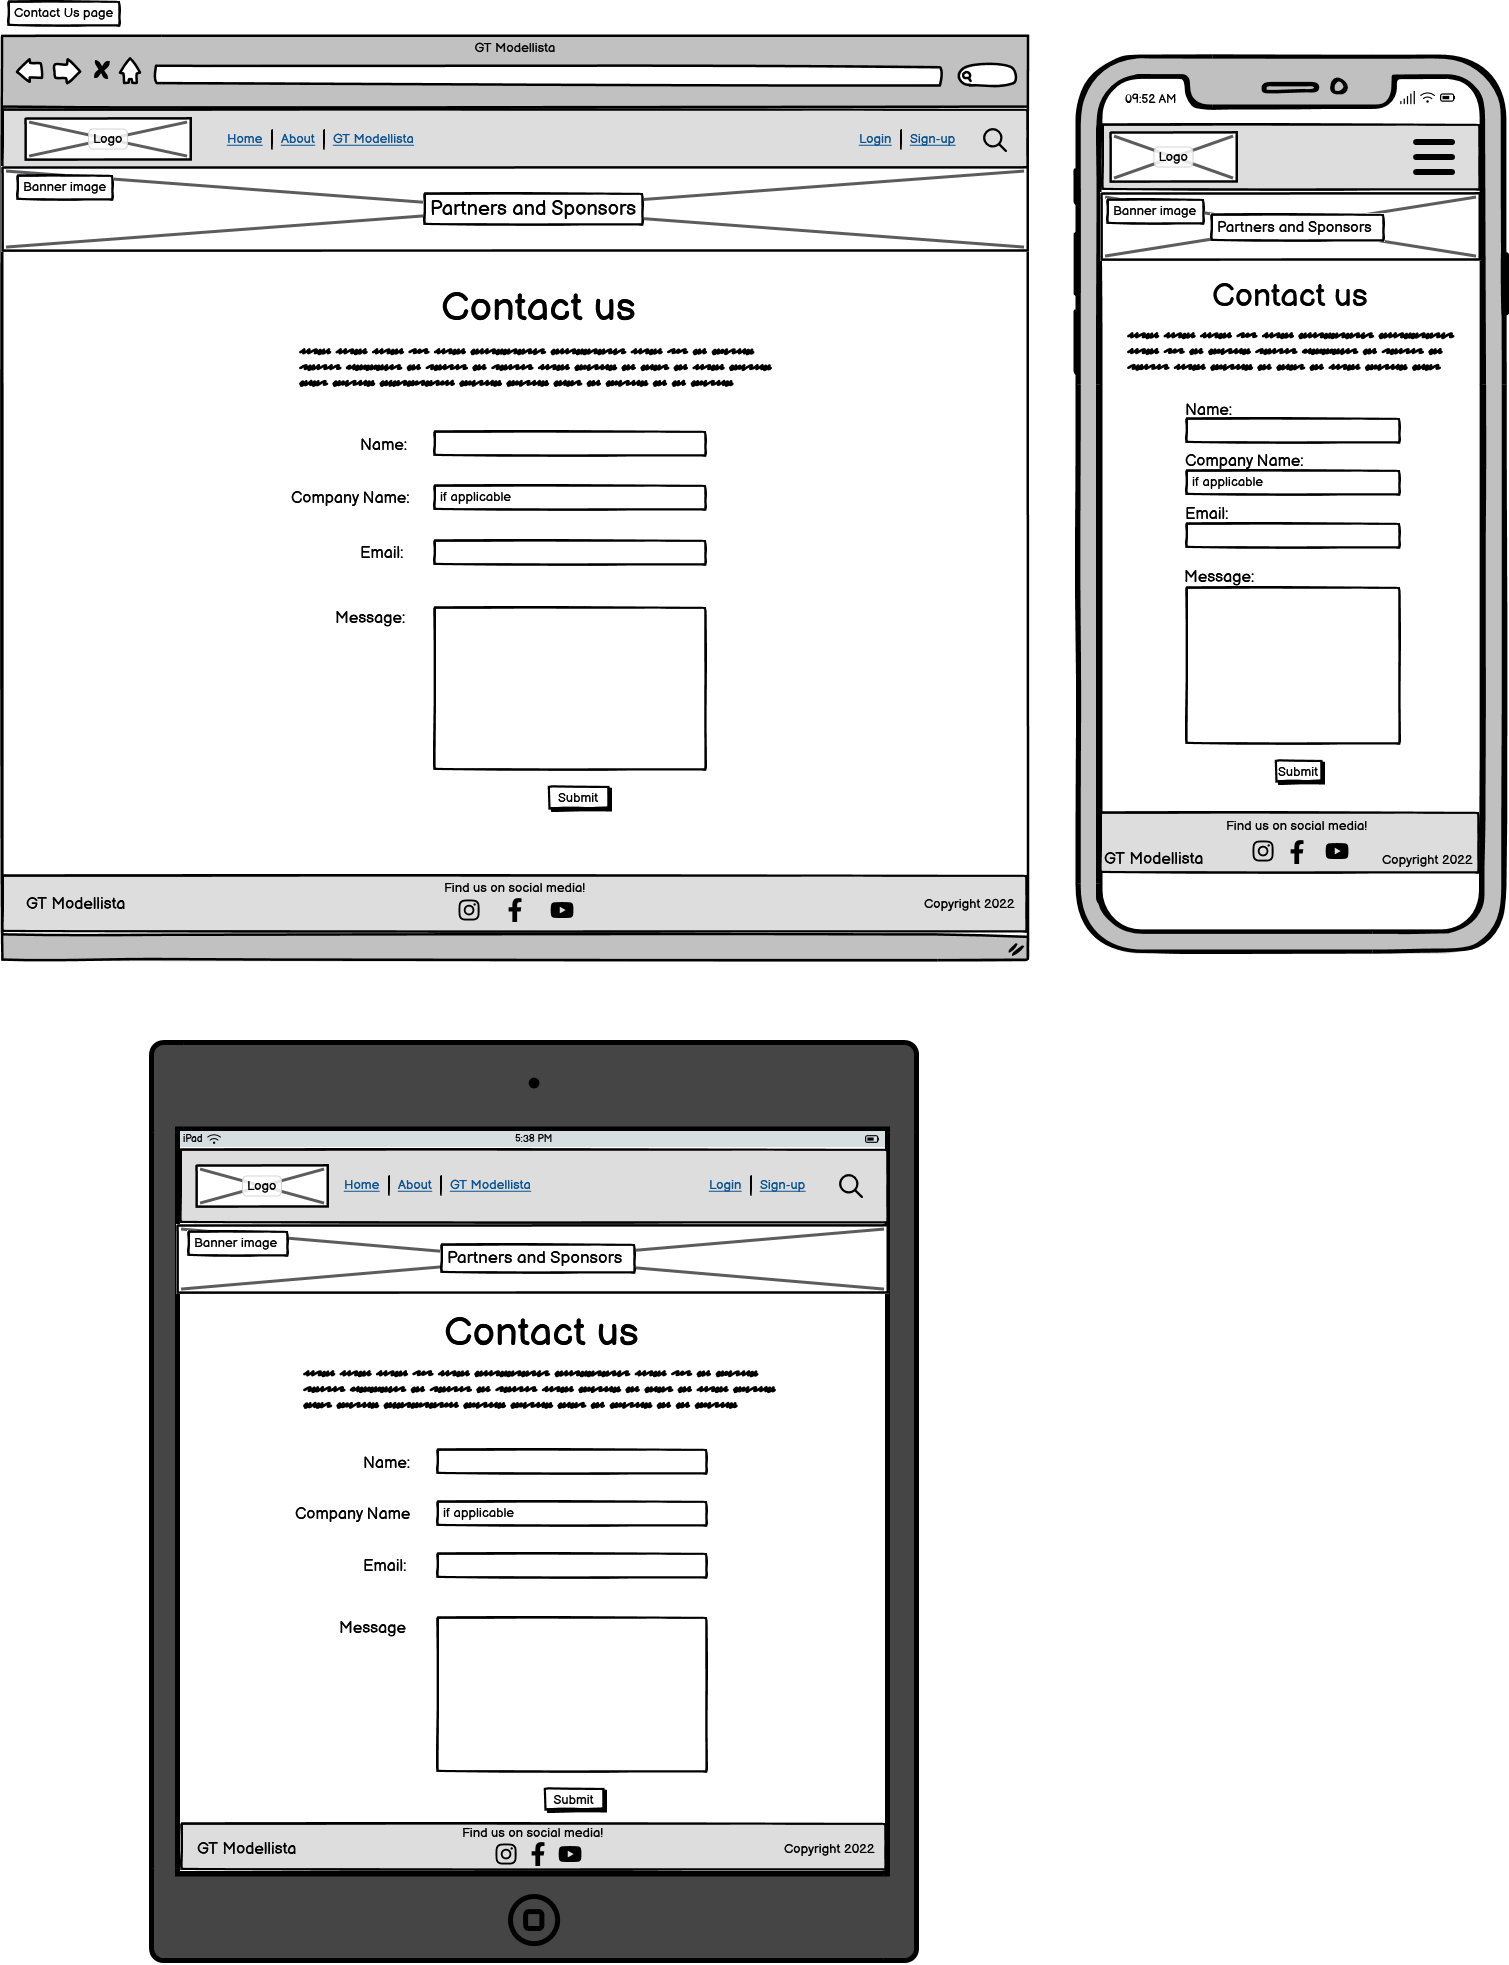 Contact Us page
GT Modellista
Logo
Home | About | GT Modellista
Login | Sign-up
Banner image
Partners and Sponsors
Contact us
Name:
Company Name: if applicable
Email:
Message:
Submit
Find us on social media!
GT Modellista
Copyright 2022
09:52 AM
Logo
Banner image
Partners and Sponsors
Contact us
Name:
Company Name:
if applicable
Email:
Message:
Submit
Find us on social media!
GT Modellista
Copyright 2022
iPad
5:38 PM
Logo
Home | About | GT Modellista
Login | Sign-up
Banner image
Partners and Sponsors
Contact us
Name:
Company Name if applicable
Email:
Message
Submit
Find us on social media!
GT Modellista
Copyright 2022